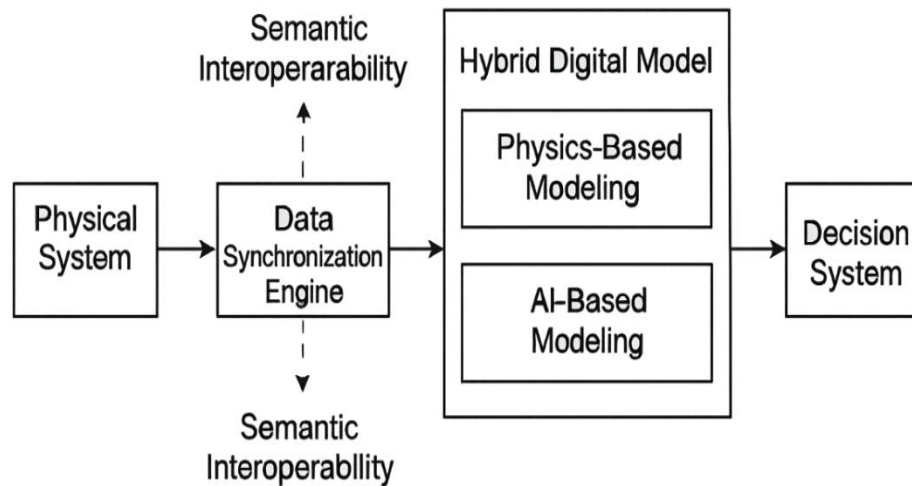 Semantic
Interoperarability
Hybrid Digital Model
Physics-Based
Modeling
Physical
System
Data
Synchronization
Engine
Decision
System
AI-Based
Modeling
Semantic
Interoperabllity